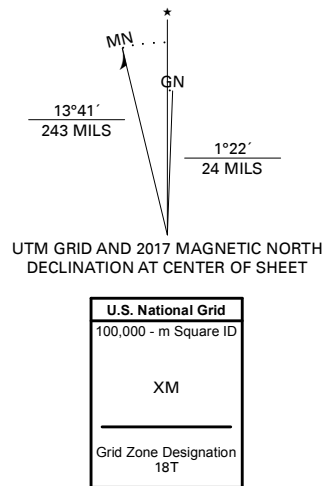 ★
MN
GN
13°41´
243 MILS
1°22´
24 MILS
UTM GRID AND 2017 MAGNETIC NORTH
DECLINATION AT CENTER OF SHEET
U.S. National Grid
100,000 - m Square ID
XM
Grid Zone Designation
18T